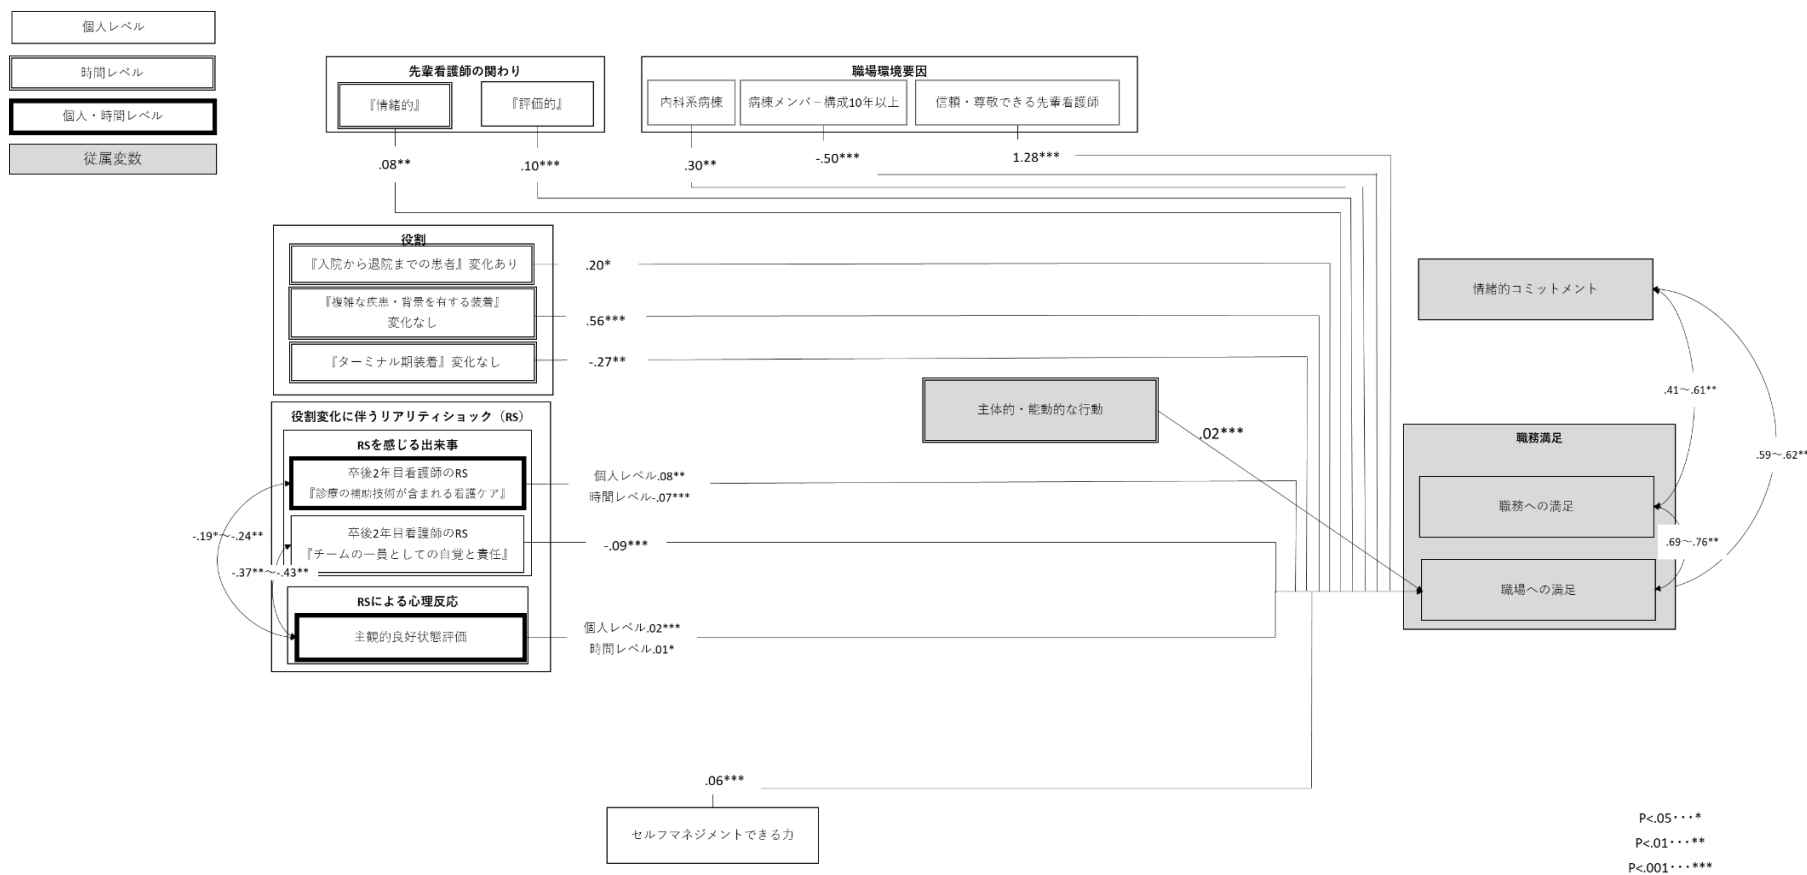 個人レベル
時間レベル
個人・時間レベル
従属変数
先輩看護師の関わり
『情緒的』
『評価的』
職場環境要因
内科系病棟
病棟メンバー構成10年以上
信頼・尊敬できる先輩看護師
.08**
.10***
.30**
-.50***
1.28***
役割
『入院から退院までの患者』変化あり
.20*
『複雑な疾患・背景を有する装着』
変化なし
.56***
『ターミナル期装着』変化なし
-.27**
役割変化に伴うリアリティショック（RS）
RSを感じる出来事
卒後2年目看護師のRS
『診療の補助技術が含まれる看護ケア』
個人レベル.08**
時間レベル-.07***
卒後2年目看護師のRS
『チームの一員としての自覚と責任』
-.09***
-.19*～-.24**
-.37**～-.43**
RSによる心理反応
主観的良好状態評価
個人レベル.02***
時間レベル.01*
主体的・能動的な行動
.02***
情緒的コミットメント
.41～.61**
.59～.62**
職務満足
職務への満足
.69～.76**
職場への満足
.06***
セルフマネジメントできる力
P<.05・・・*
P<.01・・・**
P<.001・・・***